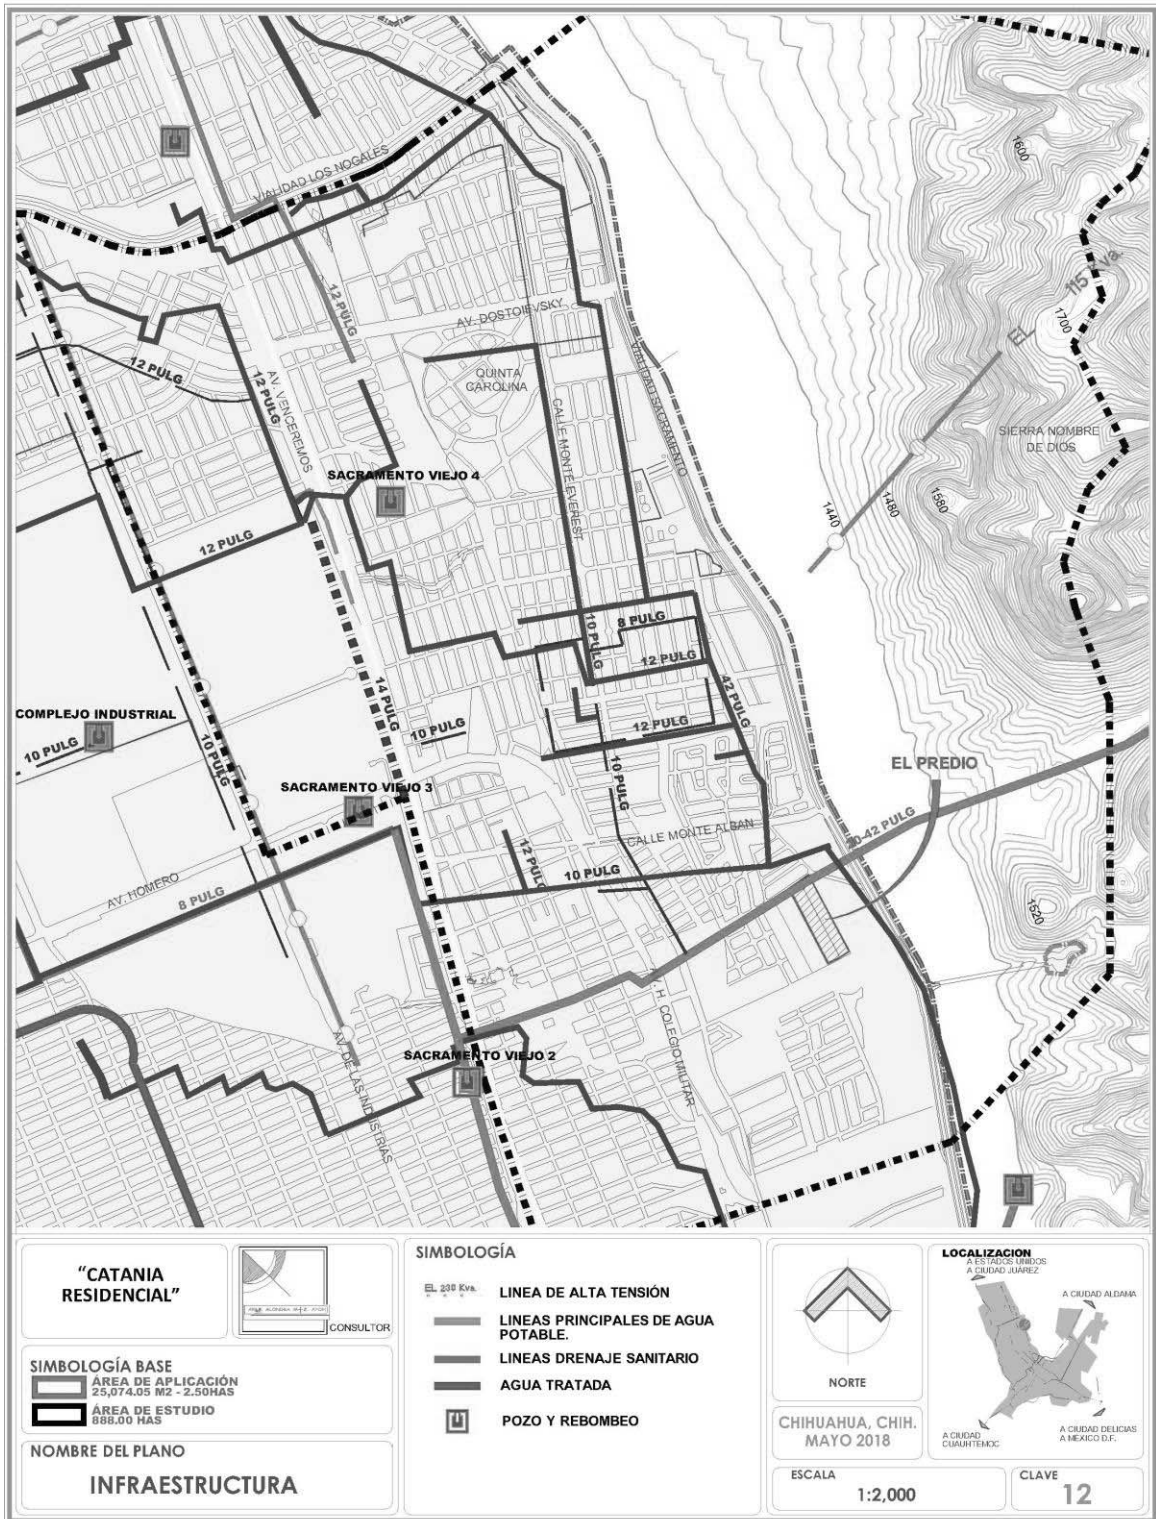 VIALIDAD LOS NOGALES
1600
115 Kva.
12 PULG
AV. DOSTOIEVSKY
1700
EL
12 PULG
12 PULG
AV. VENCEREMOS
QUINTA
CAROLINA
VIALIDAD SACRAMENTO
CALLE MONTE EVEREST
SIERRA NOMBRE
DE DIOS
SACRAMENTO VIEJO 4
1440
1480
1580
12 PULG
8 PULG
10 PULG
12 PULG
14 PULG
42 PULG
COMPLEJO INDUSTRIAL
10 PULG
10 PULG
10 PULG
12 PULG
10 PULG
EL PREDIO
SACRAMENTO VIEJO 3
CALLE MONTE ALBAN
12 PULG
10 PULG
AV. HOMERO
8 PULG
1520
AV. DE LAS INDUSTRIAS
SACRAMENTO VIEJO 2
H. COLEGIO MILITAR
"CATANIA
RESIDENCIAL"
CONSULTOR
SIMBOLOGÍA BASE
ÁREA DE APLICACIÓN
25,074.05 M2 - 2.50HAS
ÁREA DE ESTUDIO
888.00 HAS
NOMBRE DEL PLANO
INFRAESTRUCTURA
SIMBOLOGÍA
EL 230 Kva.
LINEA DE ALTA TENSIÓN
LINEAS PRINCIPALES DE AGUA
POTABLE.
LINEAS DRENAJE SANITARIO
AGUA TRATADA
POZO Y REBOMBEO
NORTE
CHIHUAHUA, CHIH.
MAYO 2018
LOCALIZACION
A ESTADOS UNIDOS
A CIUDAD JUÁREZ
A CIUDAD ALDAMA
A CIUDAD
CUAUHTEMOC
A CIUDAD DELICIAS
A MÉXICO D.F.
ESCALA
1:2,000
CLAVE
12